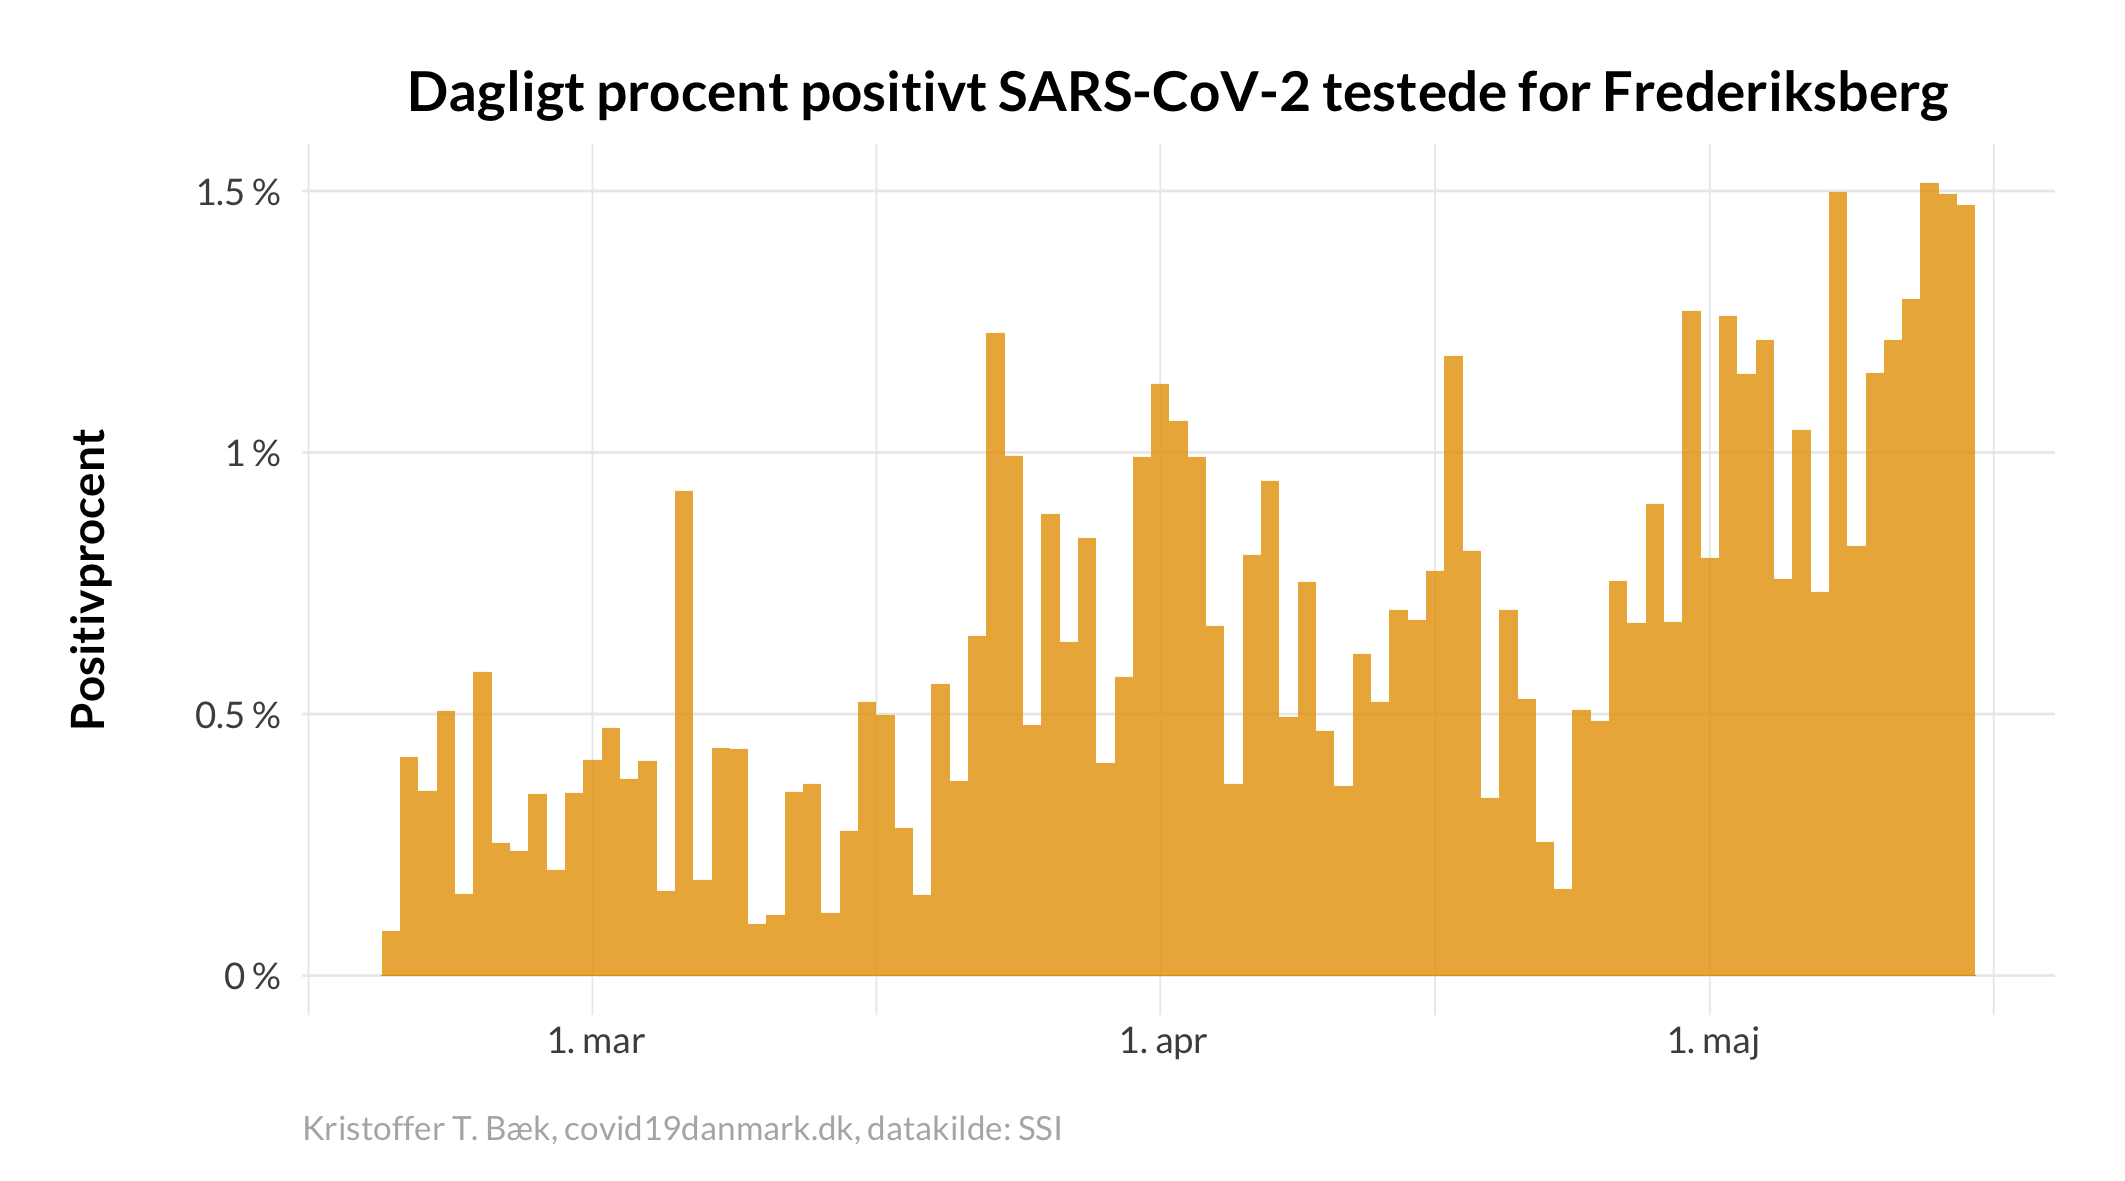 Dagligt procent positivt SARS-CoV-2 testede for Frederiksberg
Positivprocent
1.5 %
1 %
0.5 %
0 %
1. mar
1. apr
1. maj
Kristoffer T. Bæk, covid19danmark.dk, datakilde: SSI